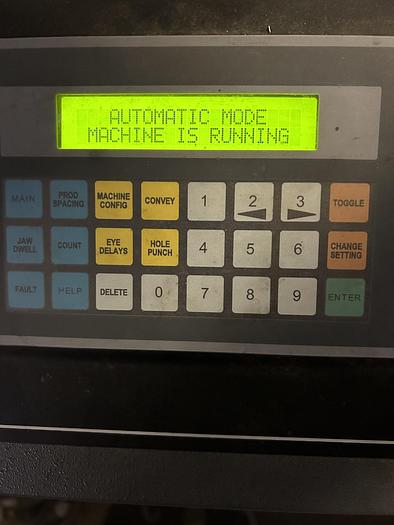 AUTOMATIC MODE
MACHINE IS RUNNING
MAIN
PROD
SPACING
MACHINE
CONFIG
CONVEY
1
2
3
TOGGLE
JAW
DWELL
COUNT
EYE
DELAYS
HOLE
PUNCH
4
5
6
CHANGE
SETTING
FAULT
HELP
DELETE
0
7
8
9
ENTER